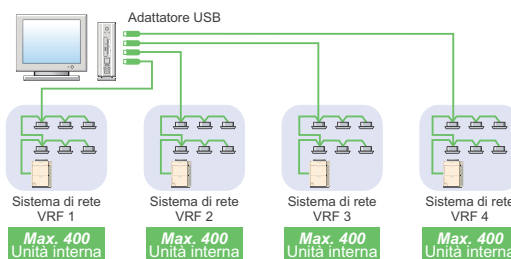 Adattatore USB
Sistema di rete
VRF 1
Sistema di rete
VRF 2
Sistema di rete
VRF 3
Sistema di rete
VRF 4
Max. 400
Unità interna
Max. 400
Unità interna
Max. 400
Unità interna
Max. 400
Unità interna